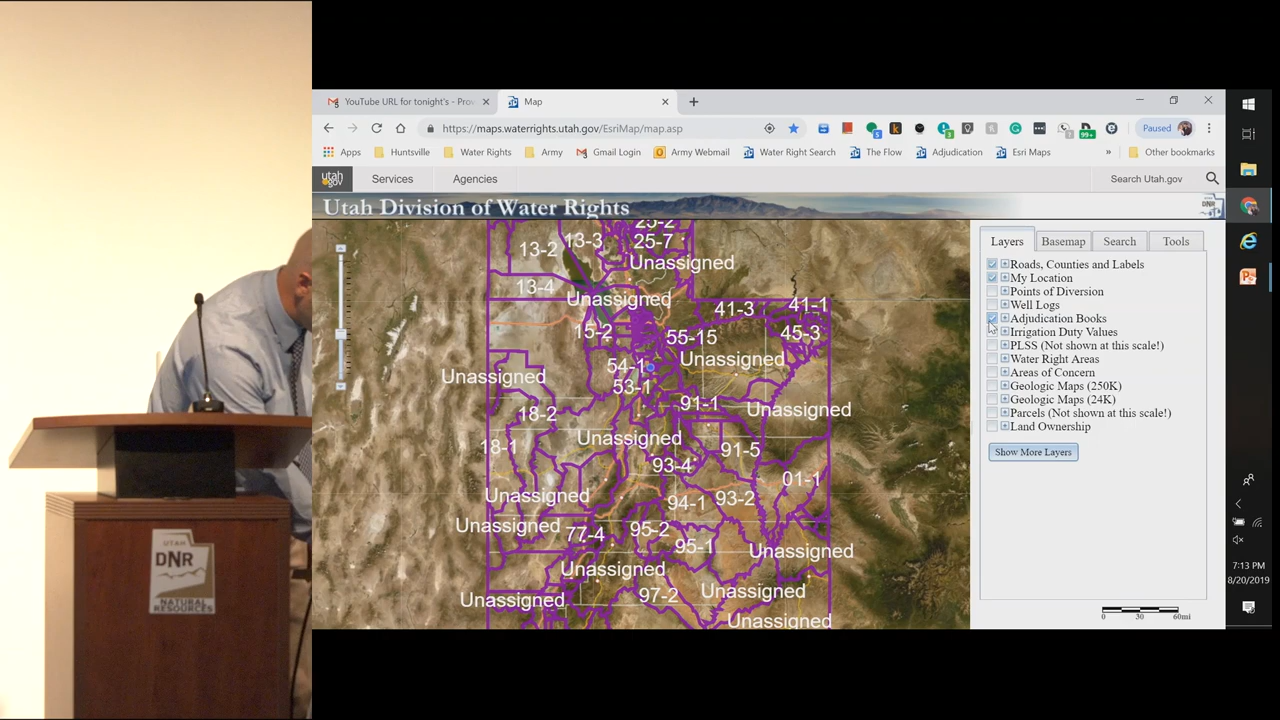 YouTube URL for tonight's - Prov
Map
https://maps.waterrights.utah.gov/EsriMap/map.asp
Paused
Apps
Huntsville
Water Rights
Army
Gmail Login
Army Webmail
Water Right Search
The Flow
Adjudication
Esri Maps
»
Other bookmarks
utah
gov
Services
Agencies
Search Utah.gov
Utah Division of Water Rights
DNR
25-2
13-2
13-3
25-7
Unassigned
13-4
Unassigned
41-3
41-1
15-2
55-15
45-3
Unassigned
54-1
Unassigned
53-1
91-1
18-2
Unassigned
Unassigned
18-1
91-5
93-4
01-1
Unassigned
94-1
93-2
Unassigned
77-4
95-2
95-1
Unassigned
Unassigned
Unassigned
97-2
Unassigned
Unassigned
Layers
Basemap
Search
Tools
Roads, Counties and Labels
My Location
Points of Diversion
Well Logs
Adjudication Books
Irrigation Duty Values
PLSS (Not shown at this scale!)
Water Right Areas
Areas of Concern
Geologic Maps (250K)
Geologic Maps (24K)
Parcels (Not shown at this scale!)
Land Ownership
Show More Layers
0 30 60mi
7:13 PM
8/20/2019
UTAH
DNR
NATURAL
RESOURCES